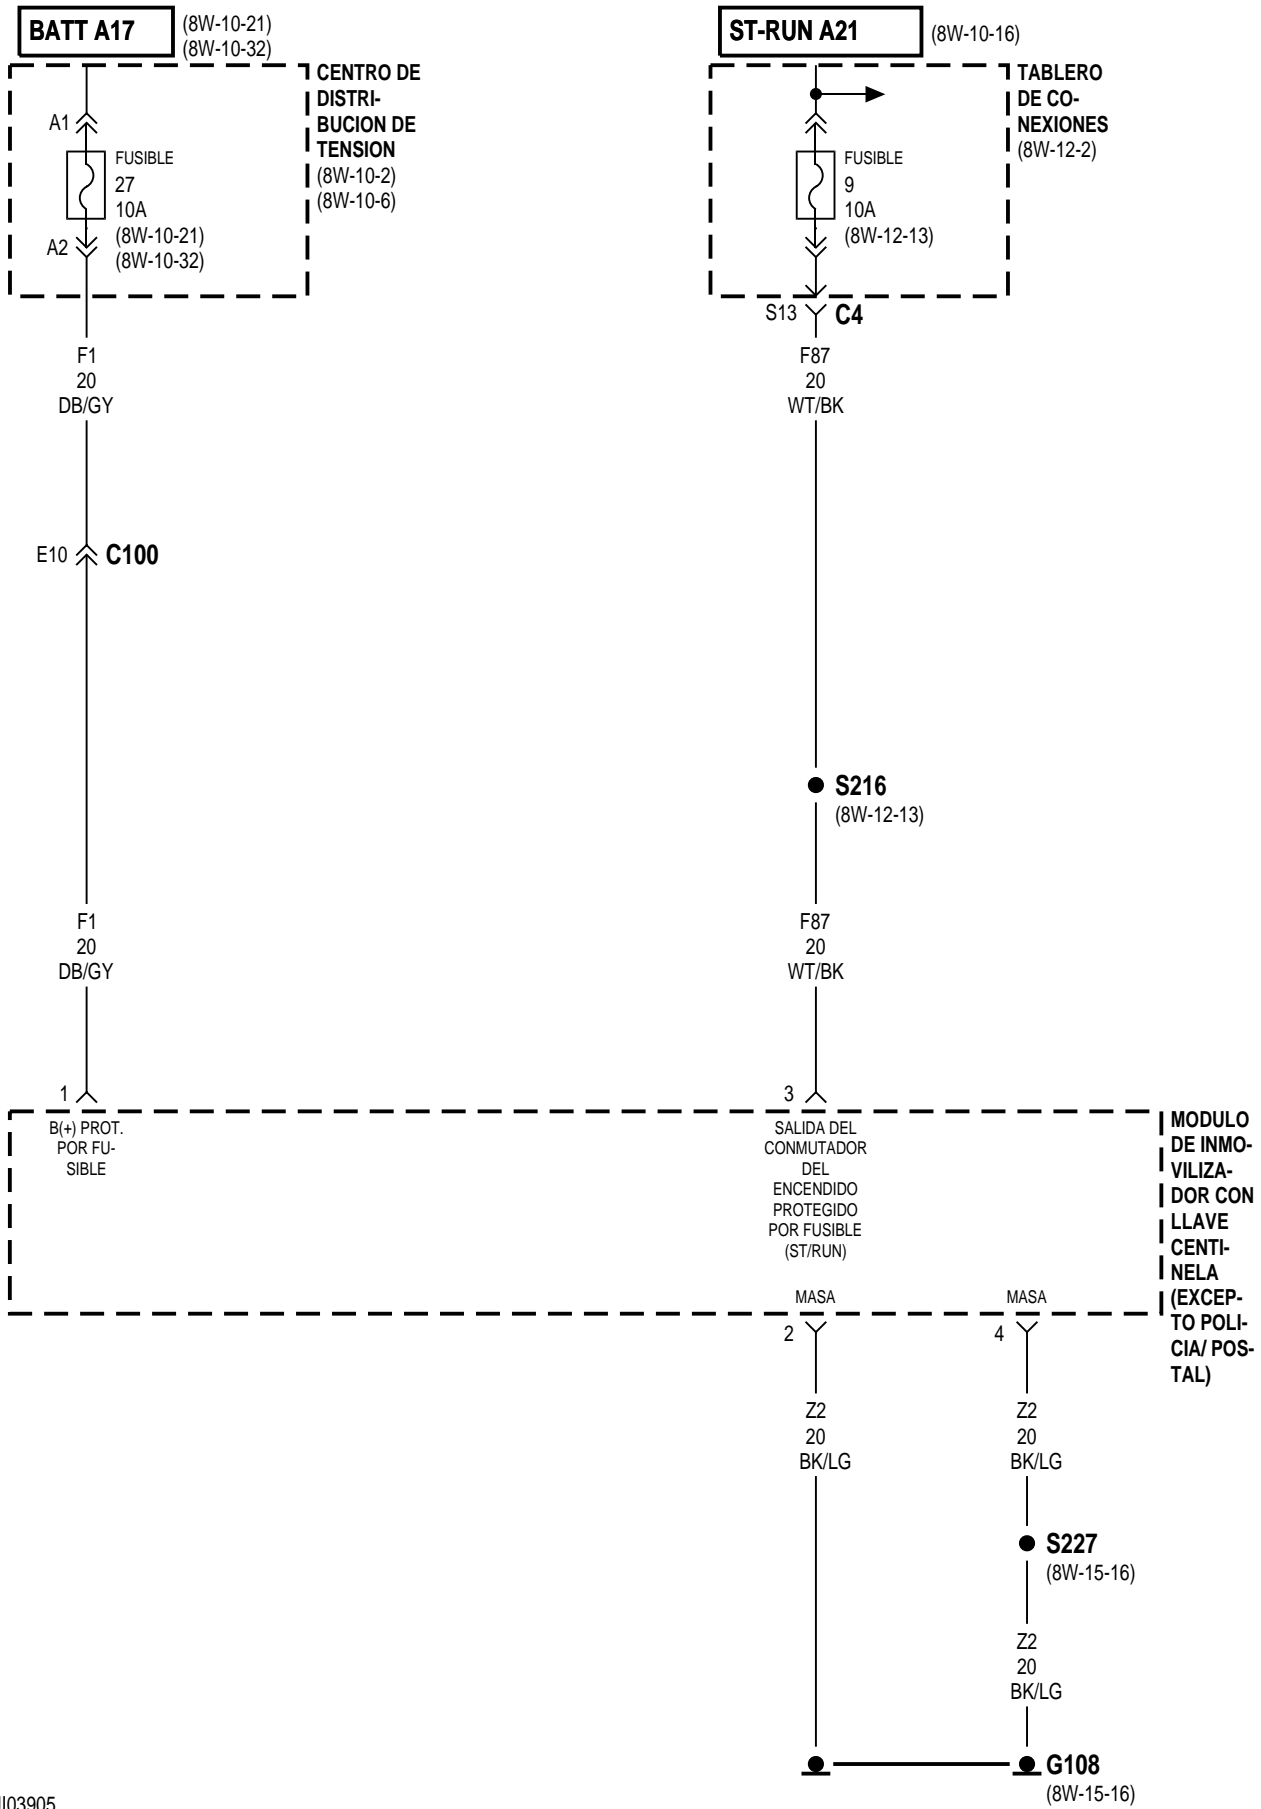 BATT A17
(8W-10-21)
(8W-10-32)
ST-RUN A21
(8W-10-16)
CENTRO DE
DISTRI-
BUCION DE
TENSION
(8W-10-2)
(8W-10-6)
A1
FUSIBLE
27
10A
(8W-10-21)
(8W-10-32)
A2
TABLERO
DE CO-
NEXIONES
(8W-12-2)
FUSIBLE
9
10A
(8W-12-13)
S13
C4
F1
20
DB/GY
F87
20
WT/BK
E10
C100
S216
(8W-12-13)
F1
20
DB/GY
F87
20
WT/BK
1
3
B(+) PROT.
POR FU-
SIBLE
SALIDA DEL
CONMUTADOR
DEL
ENCENDIDO
PROTEGIDO
POR FUSIBLE
(ST/RUN)
MODULO
DE INMO-
VILIZA-
DOR CON
LLAVE
CENTI-
NELA
(EXCEP-
TO POLI-
CIA/ POS-
TAL)
MASA
MASA
2
4
Z2
20
BK/LG
Z2
20
BK/LG
S227
(8W-15-16)
Z2
20
BK/LG
G108
(8W-15-16)